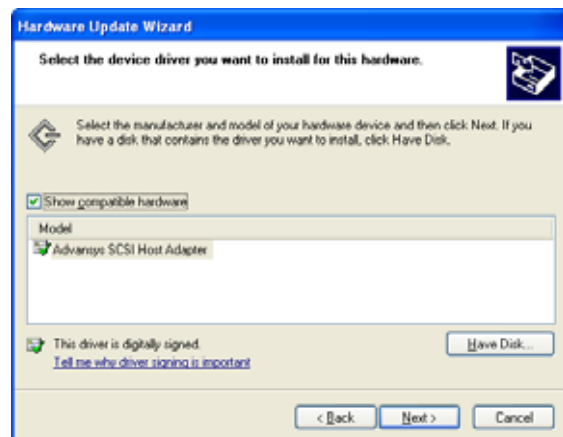 Hardware Update Wizard
Select the device driver you want to install for this hardware.
Select the manufacturer and model of your hardware device and then click Next. If you
have a disk that contains the driver you want to install, click Have Disk.
Show compatible hardware
Model
Advansys SCSI Host Adapter
This driver is digitally signed.
Have Disk...
Tell me why driver signing is important
< Back
Next >
Cancel